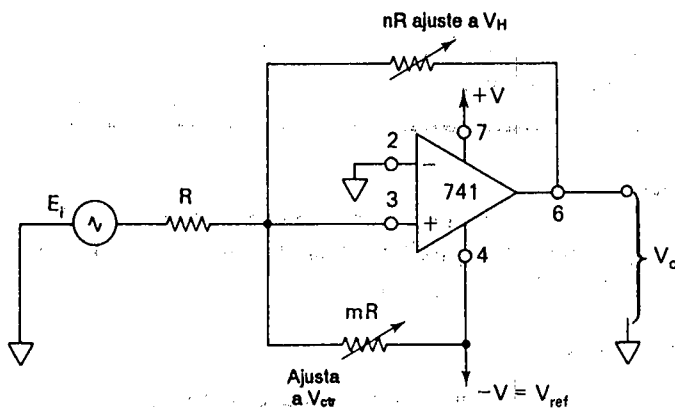 nR ajuste a V_H
+V
7
2
−
741
3
+
6
4
R
E_i
V_o
mR
Ajusta
a V_ctr
−V = V_ref